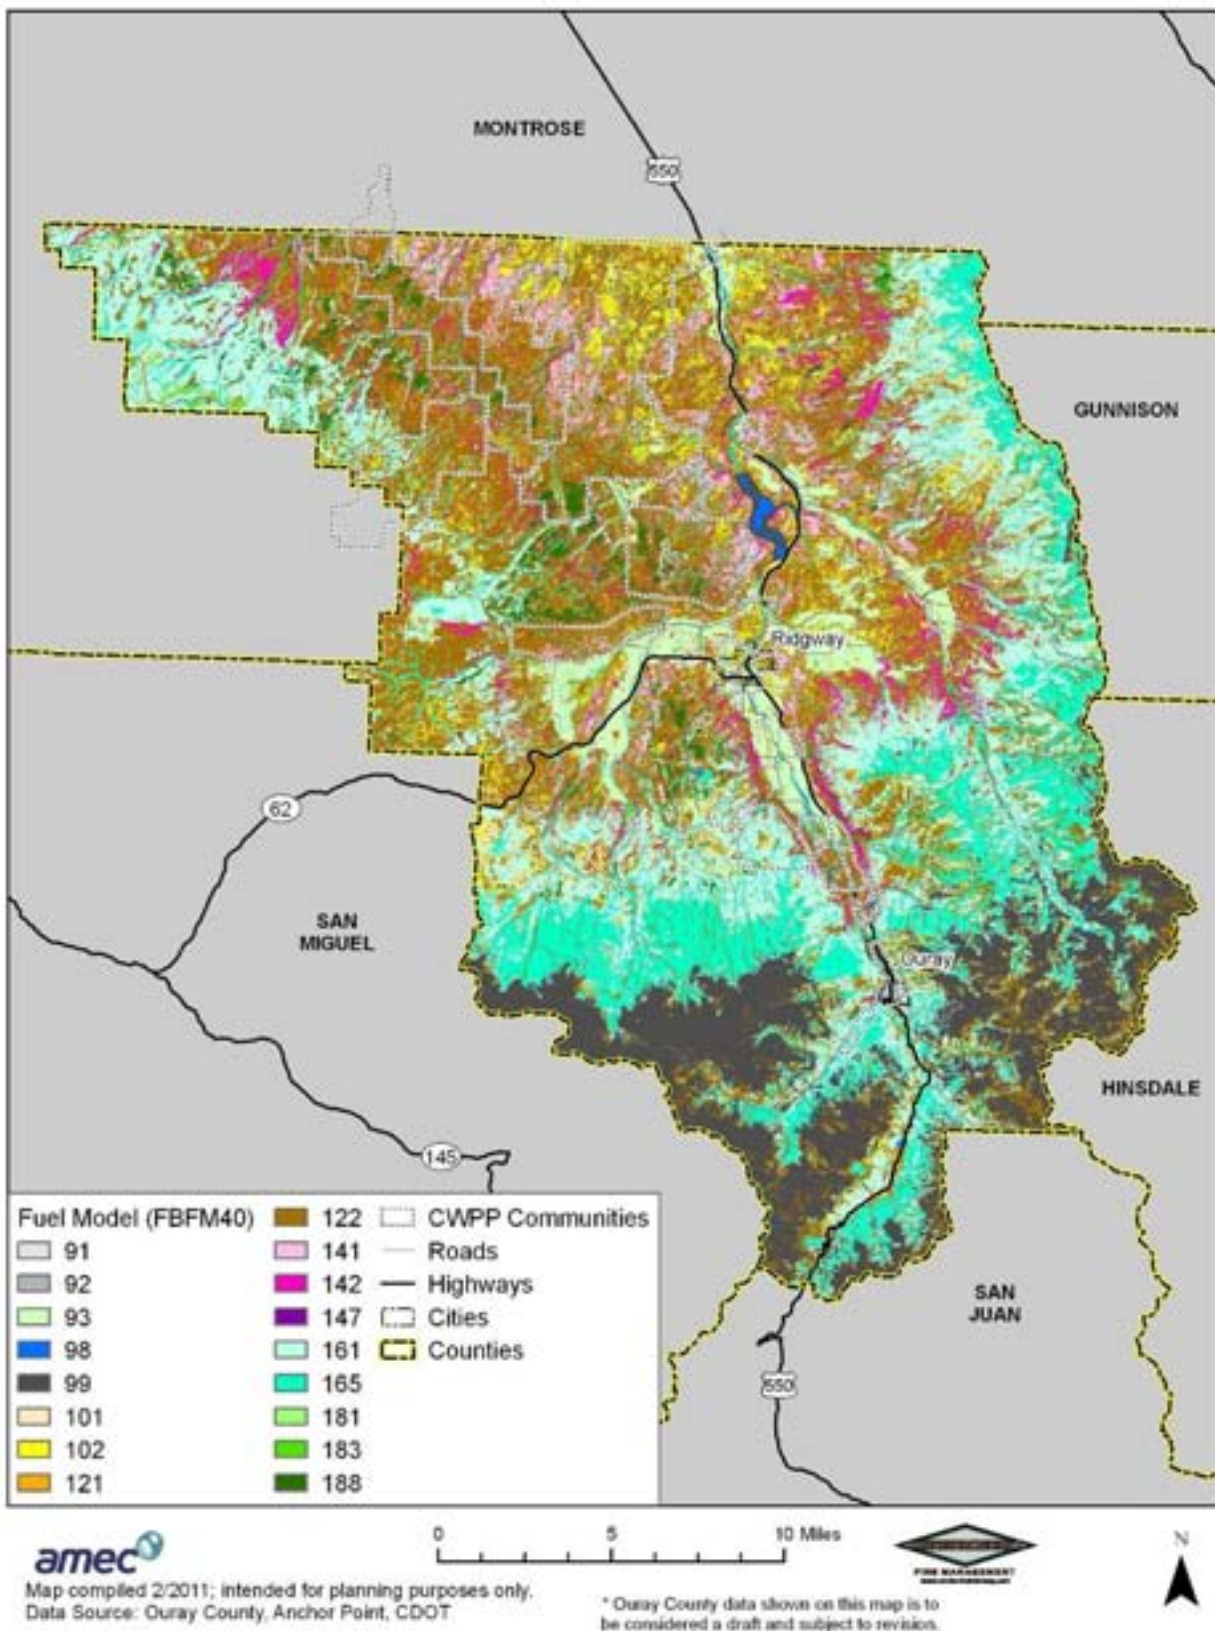 MONTROSE
550
GUNNISON
Ridgway
62
SAN
MIGUEL
Ouray
HINSDALE
145
SAN
JUAN
550
Fuel Model (FBFM40)
91
92
93
98
99
101
102
121
122
141
142
147
161
165
181
183
188
CWPP Communities
Roads
Highways
Cities
Counties
amec
0 5 10 Miles
N
FIRE MANAGEMENT
Map compiled 2/2011; intended for planning purposes only.
Data Source: Ouray County, Anchor Point, CDOT
* Ouray County data shown on this map is to
be considered a draft and subject to revision.